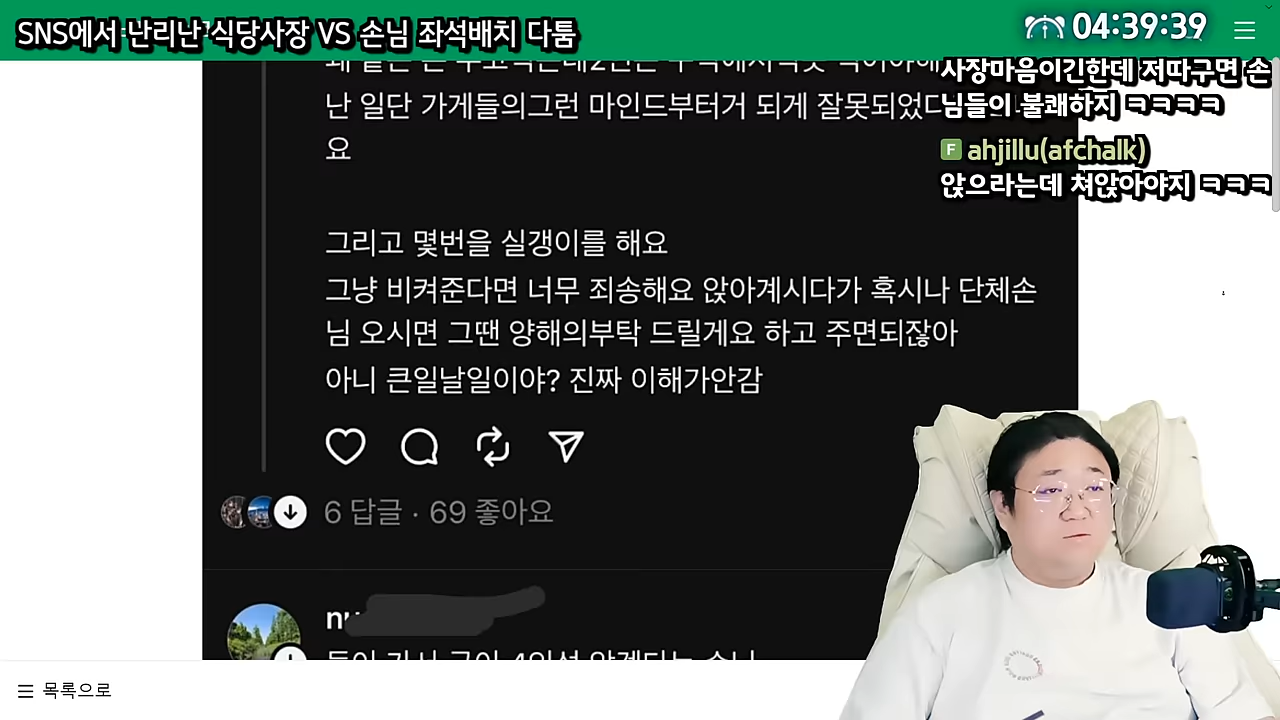 SNS에서 난리난 식당사장 VS 손님 좌석배치 다툼
04:39:39
난 일단 가게들의그런 마인드부터거 되게 잘못되었다
요
그리고 몇번을 실갱이를 해요
그냥 비켜준다면 너무 죄송해요 앉아계시다가 혹시나 단체손
님 오시면 그땐 양해의부탁 드릴게요 하고 주면되잖아
아니 큰일날일이야? 진짜 이해가안감
6 답글 · 69 좋아요
사장마음이긴한데 저따구면 손
님들이 불쾌하지 ㅋㅋㅋㅋ
F ahjillu(afchalk)
앉으라는데 쳐앉아야지 ㅋㅋㅋ
목록으로